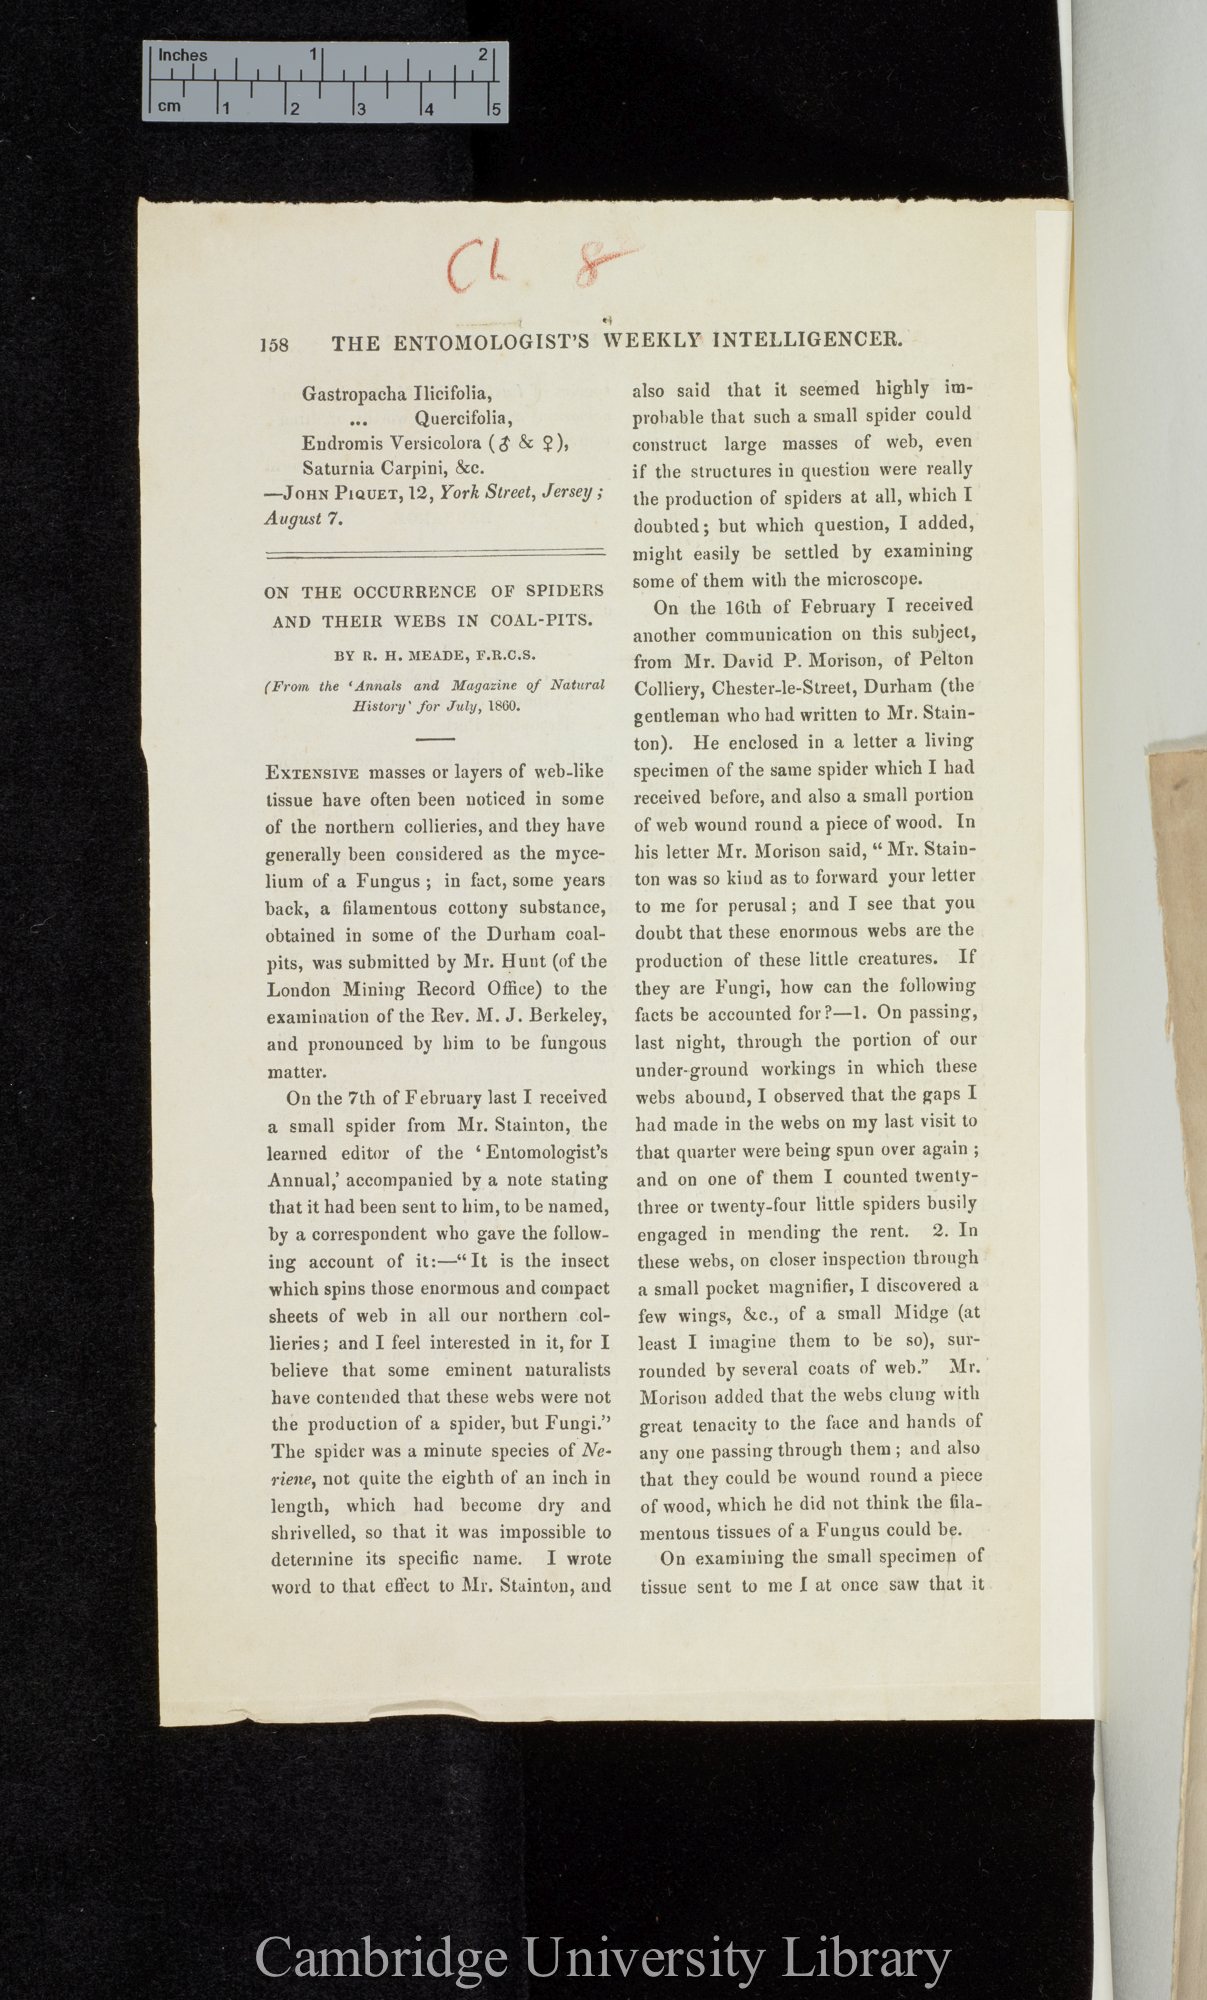 Inches 1 2
cm 1 2 3 4 5
Ch 8
158 THE ENTOMOLOGIST'S WEEKLY INTELLIGENCER.
Gastropacha Ilicifolia,
... Quercifolia,
Endromis Versicolora (♂ & ♀),
Saturnia Carpini, &c.
—JOHN PIQUET, 12, York Street, Jersey;
August 7.
ON THE OCCURRENCE OF SPIDERS
AND THEIR WEBS IN COAL-PITS.
BY R. H. MEADE, F.R.C.S.
(From the 'Annals and Magazine of Natural
History' for July, 1860.
EXTENSIVE masses or layers of web-like
tissue have often been noticed in some
of the northern collieries, and they have
generally been considered as the myce-
lium of a Fungus; in fact, some years
back, a filamentous cottony substance,
obtained in some of the Durham coal-
pits, was submitted by Mr. Hunt (of the
London Mining Record Office) to the
examination of the Rev. M. J. Berkeley,
and pronounced by him to be fungous
matter.
On the 7th of February last I received
a small spider from Mr. Stainton, the
learned editor of the 'Entomologist's
Annual,' accompanied by a note stating
that it had been sent to him, to be named,
by a correspondent who gave the follow-
ing account of it:—"It is the insect
which spins those enormous and compact
sheets of web in all our northern col-
lieries; and I feel interested in it, for I
believe that some eminent naturalists
have contended that these webs were not
the production of a spider, but Fungi."
The spider was a minute species of Ne-
riene, not quite the eighth of an inch in
length, which had become dry and
shrivelled, so that it was impossible to
determine its specific name. I wrote
word to that effect to Mr. Stainton, and
also said that it seemed highly im-
probable that such a small spider could
construct large masses of web, even
if the structures in question were really
the production of spiders at all, which I
doubted; but which question, I added,
might easily be settled by examining
some of them with the microscope.
On the 16th of February I received
another communication on this subject,
from Mr. David P. Morison, of Pelton
Colliery, Chester-le-Street, Durham (the
gentleman who had written to Mr. Stain-
ton). He enclosed in a letter a living
specimen of the same spider which I had
received before, and also a small portion
of web wound round a piece of wood. In
his letter Mr. Morison said, "Mr. Stain-
ton was so kind as to forward your letter
to me for perusal; and I see that you
doubt that these enormous webs are the
production of these little creatures. If
they are Fungi, how can the following
facts be accounted for?—1. On passing,
last night, through the portion of our
under-ground workings in which these
webs abound, I observed that the gaps I
had made in the webs on my last visit to
that quarter were being spun over again;
and on one of them I counted twenty-
three or twenty-four little spiders busily
engaged in mending the rent. 2. In
these webs, on closer inspection through
a small pocket magnifier, I discovered a
few wings, &c., of a small Midge (at
least I imagine them to be so), sur-
rounded by several coats of web." Mr.
Morison added that the webs clung with
great tenacity to the face and hands of
any one passing through them; and also
that they could be wound round a piece
of wood, which he did not think the fila-
mentous tissues of a Fungus could be.
On examining the small specimen of
tissue sent to me I at once saw that it
Cambridge University Library